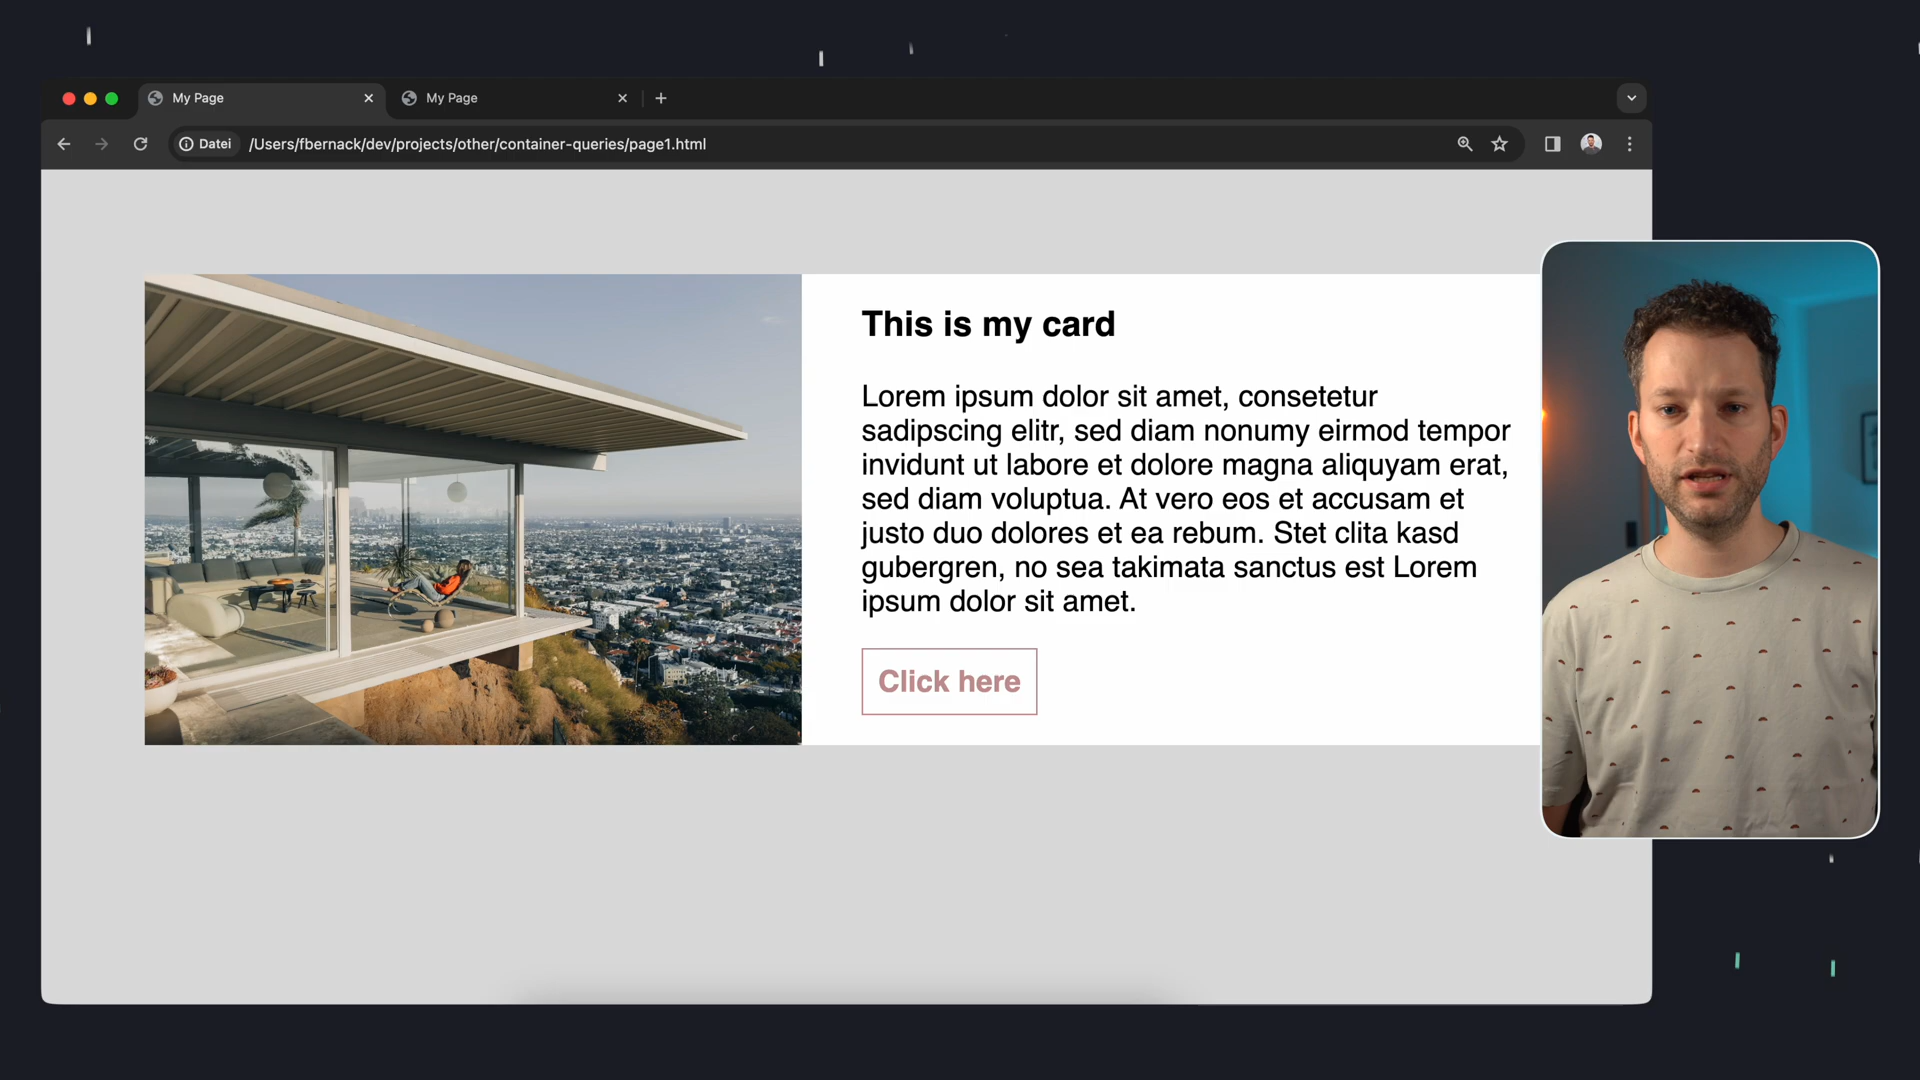 My Page
My Page
Datei /Users/fbernack/dev/projects/other/container-queries/page1.html
This is my card
Lorem ipsum dolor sit amet, consetetur
sadipscing elitr, sed diam nonumy eirmod tempor
invidunt ut labore et dolore magna aliquyam erat,
sed diam voluptua. At vero eos et accusam et
justo duo dolores et ea rebum. Stet clita kasd
gubergren, no sea takimata sanctus est Lorem
ipsum dolor sit amet.
Click here